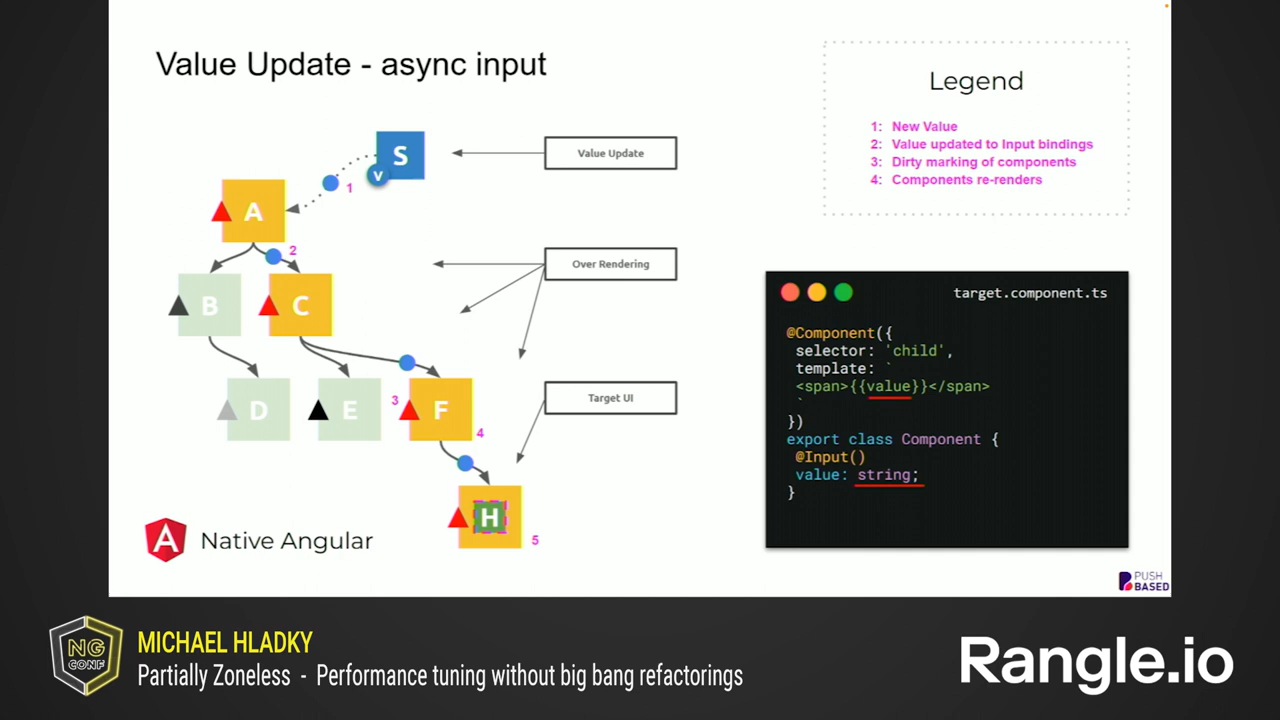 Value Update - async input
Legend
1: New Value
2: Value updated to Input bindings
3: Dirty marking of components
4: Components re-renders
S
v
Value Update
1
A
2
Over Rendering
B
C
D
E
3
F
4
Target UI
H
5
Native Angular
A
target.component.ts
@Component({
selector: 'child',
template: `
<span>{{value}}</span>
`
})
export class Component {
@Input()
value: string;
}
PUSH
BASED
NG
CONF
MICHAEL HLADKY
Partially Zoneless - Performance tuning without big bang refactorings
Rangle.io